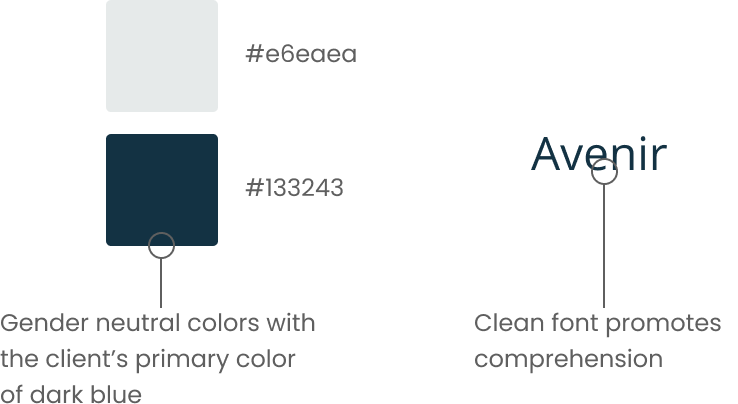 #e6eaea
#133243
Avenir
Gender neutral colors with
the client’s primary color
of dark blue
Clean font promotes
comprehension